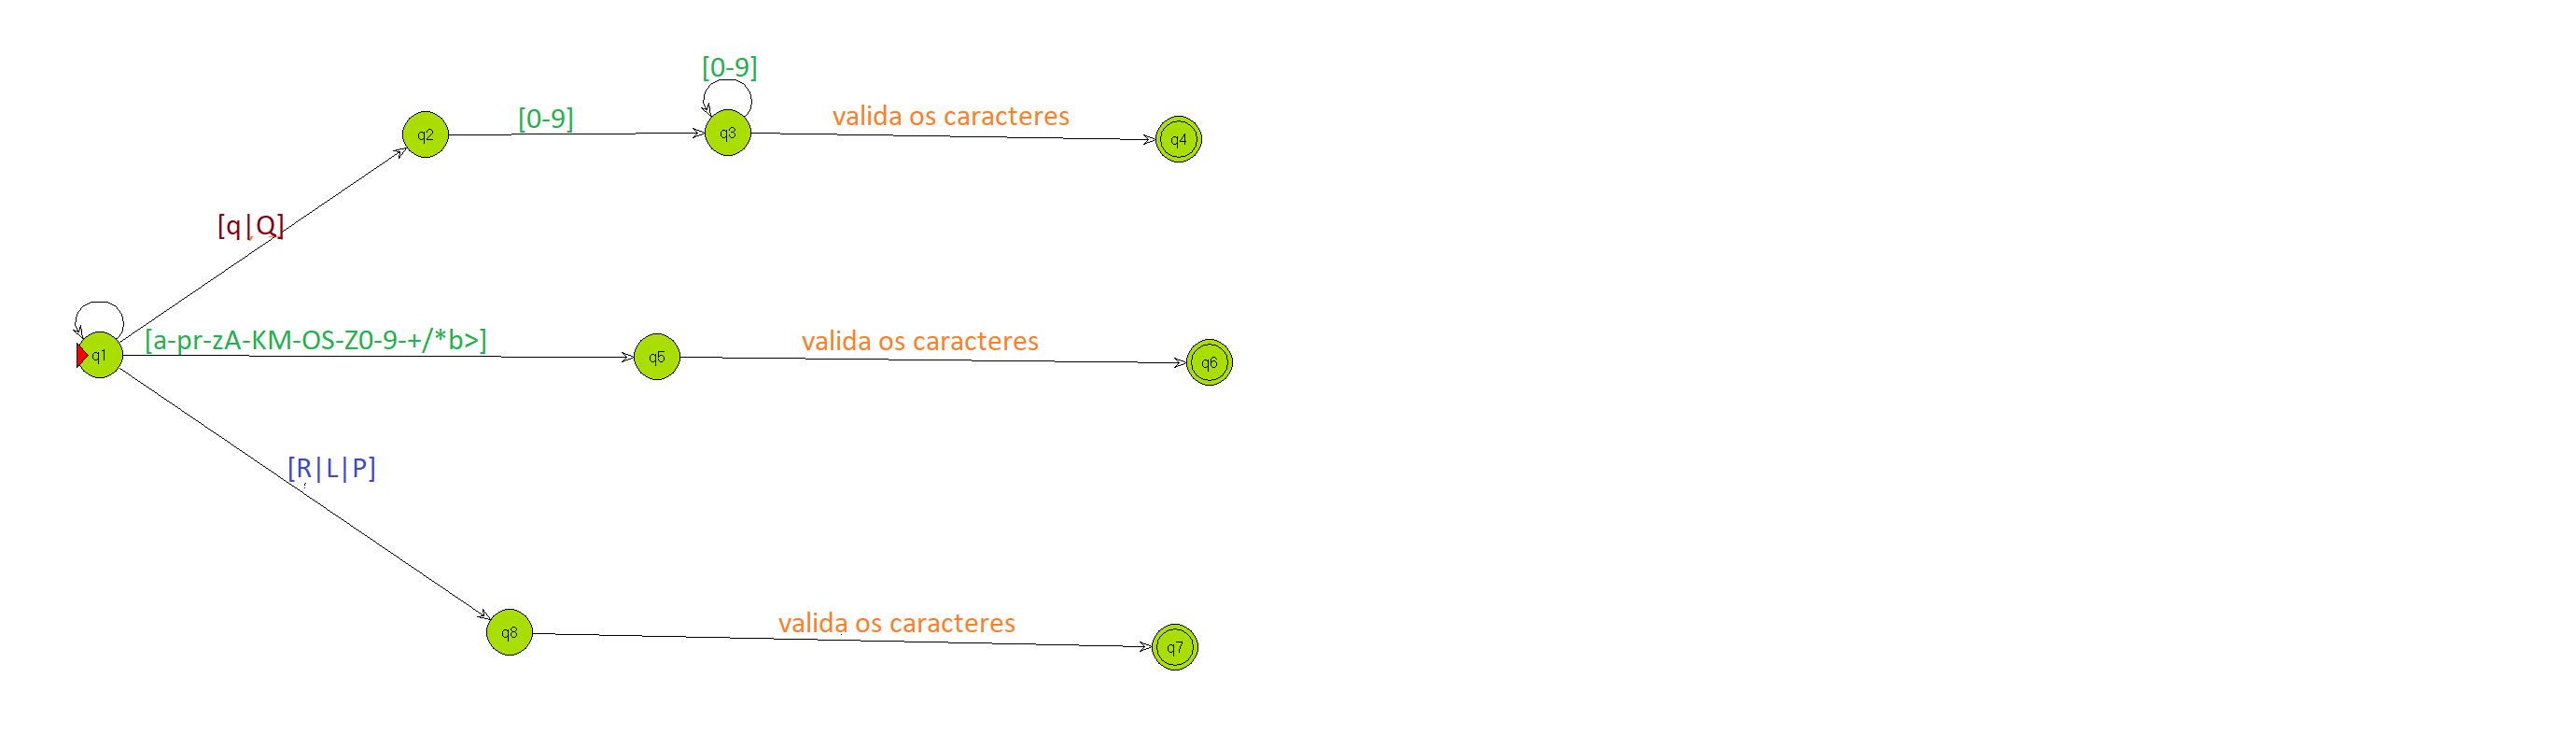 [0-9]
q2
[0-9]
q3
valida os caracteres
q4
[q|Q]
q1
[a-pr-zA-KM-OS-Z0-9-+/*b>]
q5
valida os caracteres
q6
[R|L|P]
q8
valida os caracteres
q7